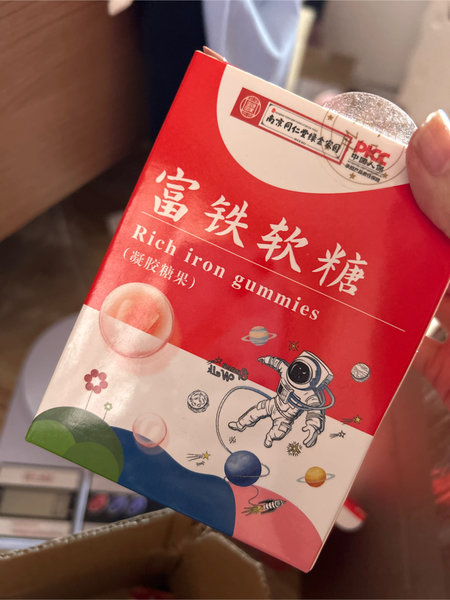 南京同仁堂绿金家园
PICC
中国人保
富铁软糖
Rich iron gummies
（凝胶糖果）